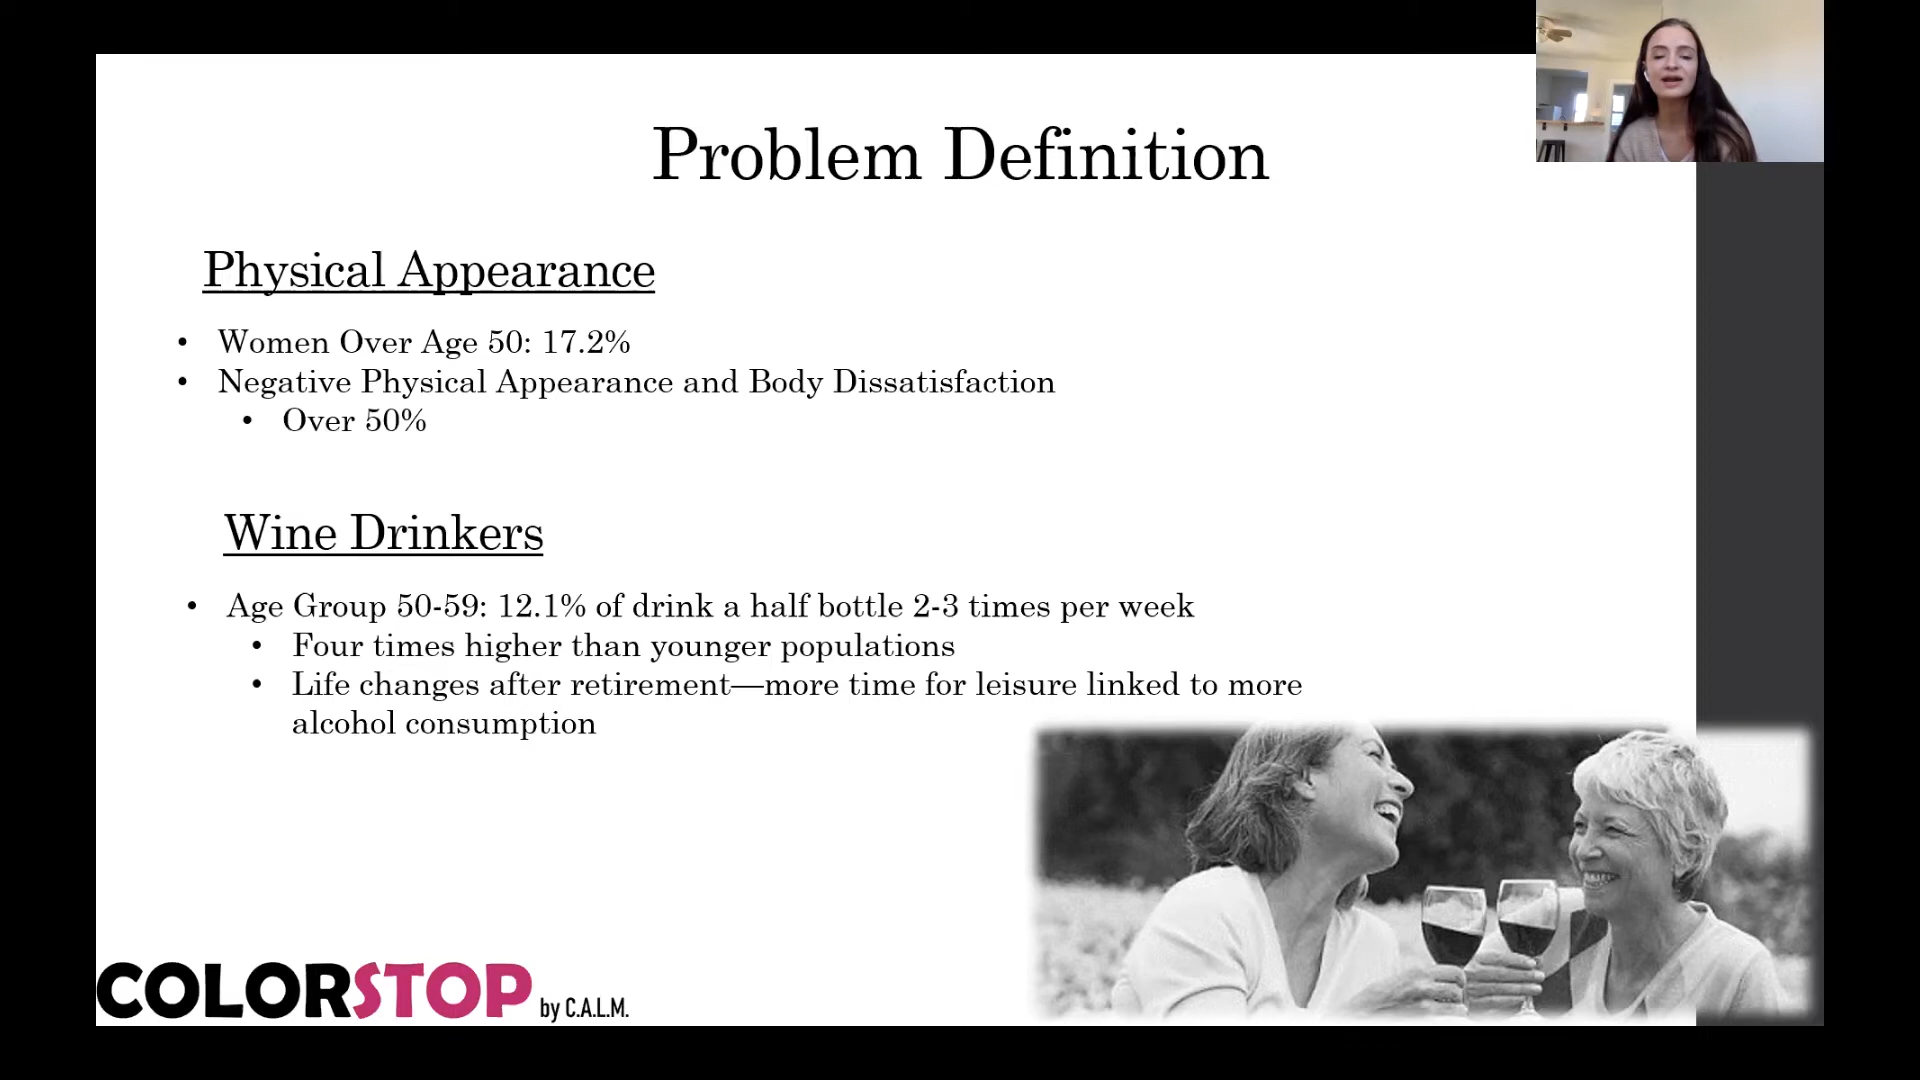 Problem Definition
Physical Appearance
• Women Over Age 50: 17.2%
• Negative Physical Appearance and Body Dissatisfaction
• Over 50%
Wine Drinkers
• Age Group 50-59: 12.1% of drink a half bottle 2-3 times per week
• Four times higher than younger populations
• Life changes after retirement—more time for leisure linked to more
alcohol consumption
COLORSTOP by C.A.L.M.